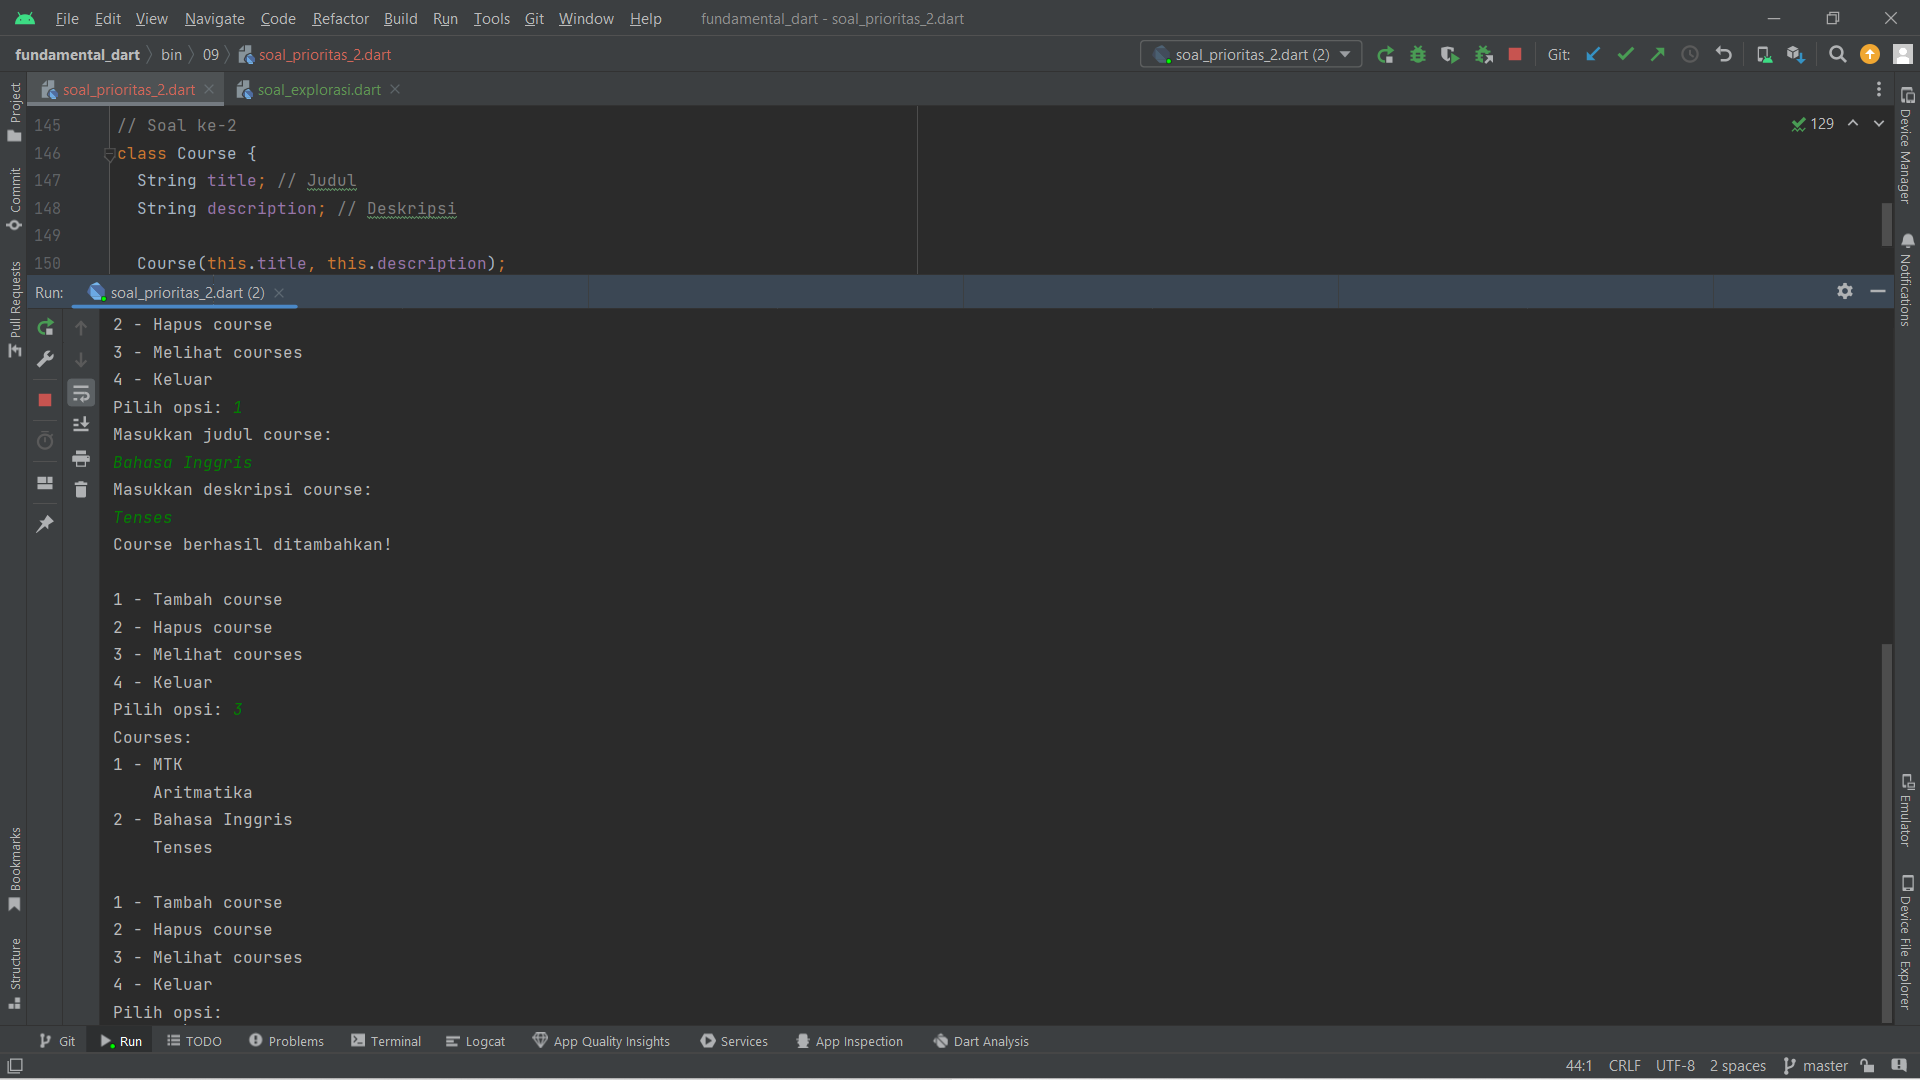 File Edit View Navigate Code Refactor Build Run Tools Git Window Help fundamental_dart - soal_prioritas_2.dart
fundamental_dart bin 09 soal_prioritas_2.dart soal_prioritas_2.dart (2) Git:
soal_prioritas_2.dart soal_explorasi.dart
145 // Soal ke-2
129
146 class Course {
147 String title; // Judul
148 String description; // Deskripsi
149
150 Course(this.title, this.description);
Run: soal_prioritas_2.dart (2)
2 - Hapus course
3 - Melihat courses
4 - Keluar
Pilih opsi: 1
Masukkan judul course:
Bahasa Inggris
Masukkan deskripsi course:
Tenses
Course berhasil ditambahkan!
1 - Tambah course
2 - Hapus course
3 - Melihat courses
4 - Keluar
Pilih opsi: 3
Courses:
1 - MTK
Aritmatika
2 - Bahasa Inggris
Tenses
1 - Tambah course
2 - Hapus course
3 - Melihat courses
4 - Keluar
Pilih opsi:
Project
Commit
Pull Requests
Bookmarks
Structure
Device Manager
Notifications
Emulator
Device File Explorer
Git Run TODO Problems Terminal Logcat App Quality Insights Services App Inspection Dart Analysis
44:1 CRLF UTF-8 2 spaces master